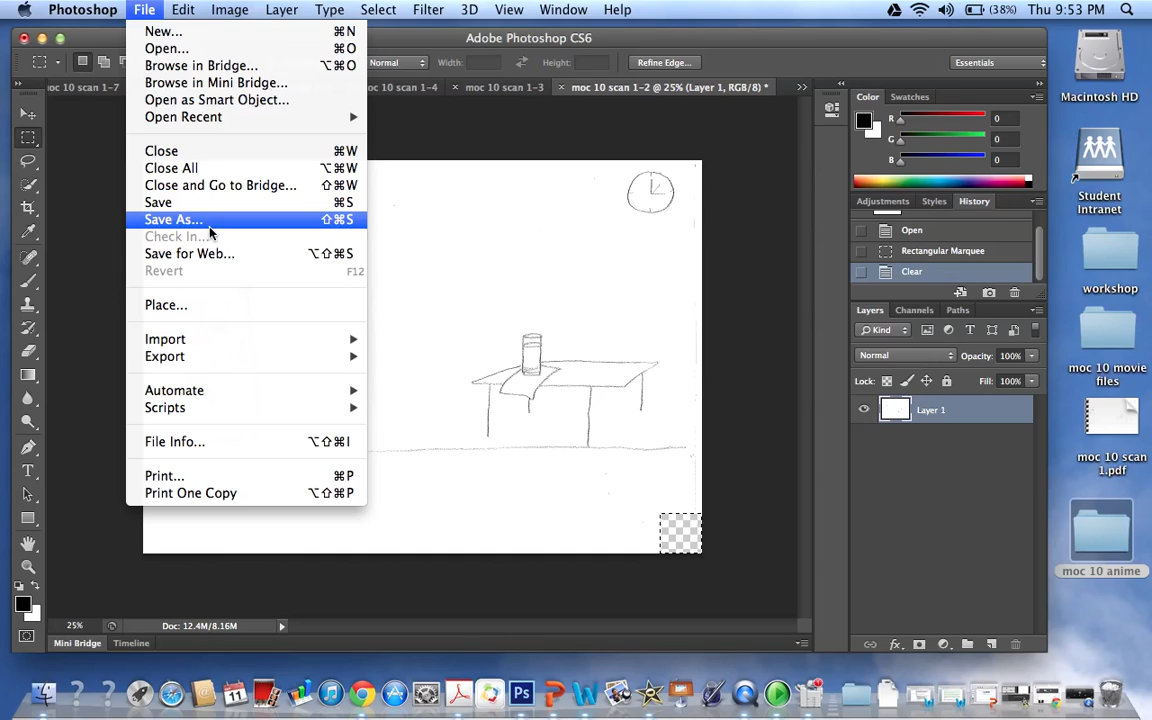 Photoshop File Edit Image Layer Type Select Filter 3D View Window Help (38%) Thu 9:53 PM
Adobe Photoshop CS6
Normal Width: Height: Refine Edge... Essentials
oc 10 scan 1-7 oc 10 scan 1-4 × moc 10 scan 1-3 × moc 10 scan 1-2 @ 25% (Layer 1, RGB/8) *
New... ⌘N
Open... ⌘O
Browse in Bridge... ⌥⌘O
Browse in Mini Bridge...
Open as Smart Object...
Open Recent
Close ⌘W
Close All ⌥⌘W
Close and Go to Bridge... ⇧⌘W
Save ⌘S
Save As... ⇧⌘S
Check In...
Save for Web... ⌥⇧⌘S
Revert F12
Place...
Import
Export
Automate
Scripts
File Info... ⌥⇧⌘I
Print... ⌘P
Print One Copy ⌥⇧⌘P
Color Swatches
R 0
G 0
B 0
Adjustments Styles History
Open
Rectangular Marquee
Clear
Layers Channels Paths
Kind
Normal Opacity: 100%
Lock: Fill: 100%
Layer 1
25% Doc: 12.4M/8.16M
Mini Bridge Timeline
Macintosh HD
Student
Intranet
workshop
moc 10 movie
files
moc 10 scan
1.pdf
moc 10 anime